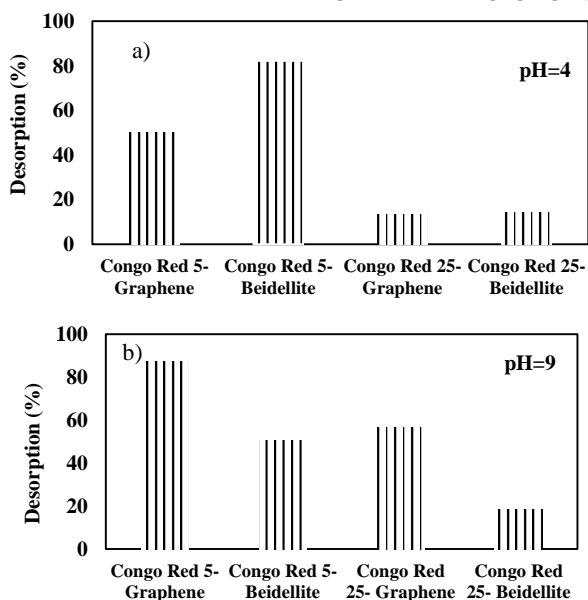 100
a)
pH=4
80
60
40
20
0
Desorption (%)
Congo Red 5- Congo Red 5- Congo Red 25- Congo Red 25-
Graphene Beidellite Graphene Beidellite
100
b)
pH=9
80
60
40
20
0
Desorption (%)
Congo Red 5- Congo Red 5- Congo Red Congo Red
Graphene Beidellite 25- Graphene 25- Beidellite